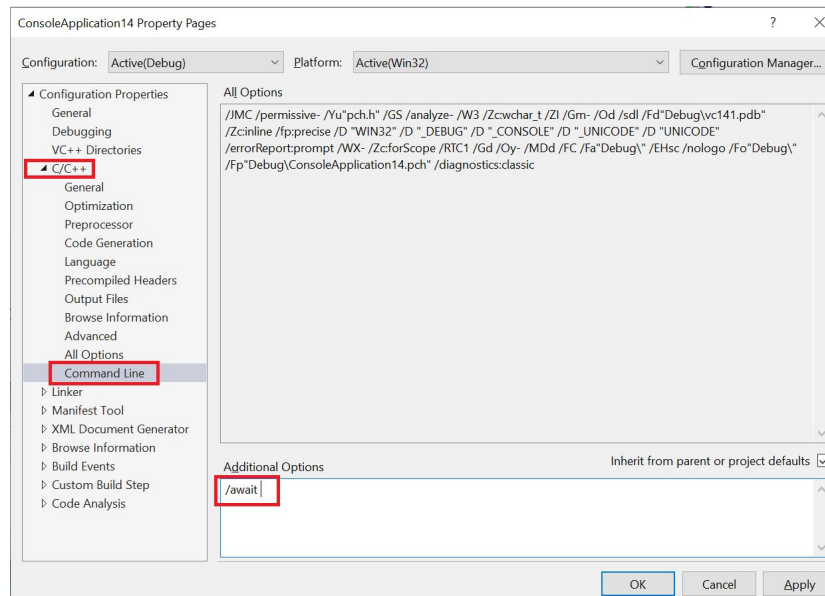 ConsoleApplication14 Property Pages
? ×
Configuration: Active(Debug) Platform: Active(Win32) Configuration Manager...
Configuration Properties
General
Debugging
VC++ Directories
C/C++
General
Optimization
Preprocessor
Code Generation
Language
Precompiled Headers
Output Files
Browse Information
Advanced
All Options
Command Line
Linker
Manifest Tool
XML Document Generator
Browse Information
Build Events
Custom Build Step
Code Analysis
All Options
/JMC /permissive- /Yu"pch.h" /GS /analyze- /W3 /Zc:wchar_t /ZI /Gm- /Od /sdl /Fd"Debug\vc141.pdb"
/Zc:inline /fp:precise /D "WIN32" /D "_DEBUG" /D "_CONSOLE" /D "_UNICODE" /D "UNICODE"
/errorReport:prompt /WX- /Zc:forScope /RTC1 /Gd /Oy- /MDd /FC /Fa"Debug\" /EHsc /nologo /Fo"Debug\"
/Fp"Debug\ConsoleApplication14.pch" /diagnostics:classic
Additional Options Inherit from parent or project defaults
/await
OK Cancel Apply